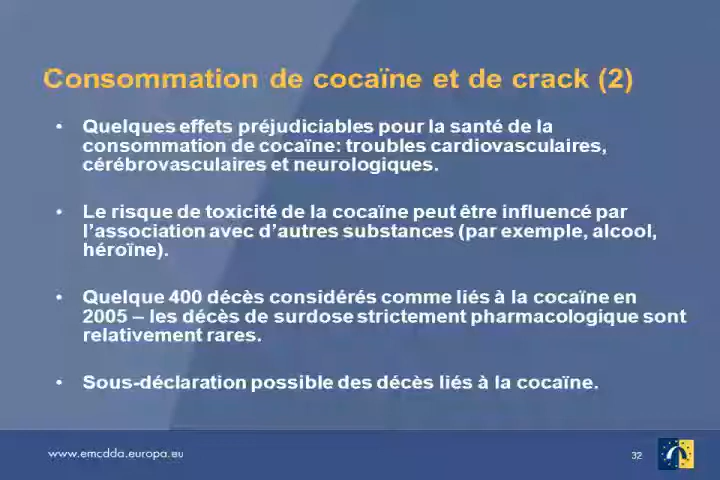 Consommation de cocaïne et de crack (2)
• Quelques effets préjudiciables pour la santé de la
consommation de cocaïne: troubles cardiovasculaires,
cérébrovasculaires et neurologiques.
• Le risque de toxicité de la cocaïne peut être influencé par
l’association avec d’autres substances (par exemple, alcool,
héroïne).
• Quelque 400 décès considérés comme liés à la cocaïne en
2005 – les décès de surdose strictement pharmacologique sont
relativement rares.
• Sous-déclaration possible des décès liés à la cocaïne.
www.emcdda.europa.eu
32